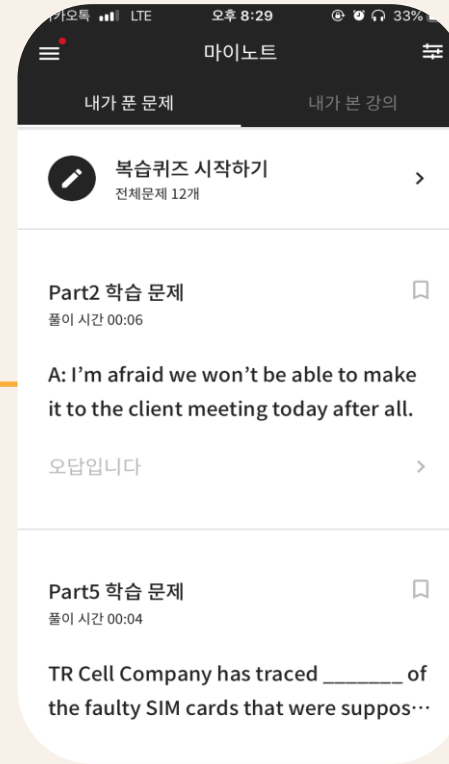 카오톡 LTE 오후 8:29 33%
마이노트
내가 푼 문제 내가 본 강의
복습퀴즈 시작하기
전체문제 12개
Part2 학습 문제
풀이 시간 00:06
A: I'm afraid we won't be able to make
it to the client meeting today after all.
오답입니다
Part5 학습 문제
풀이 시간 00:04
TR Cell Company has traced _______ of
the faulty SIM cards that were suppos···